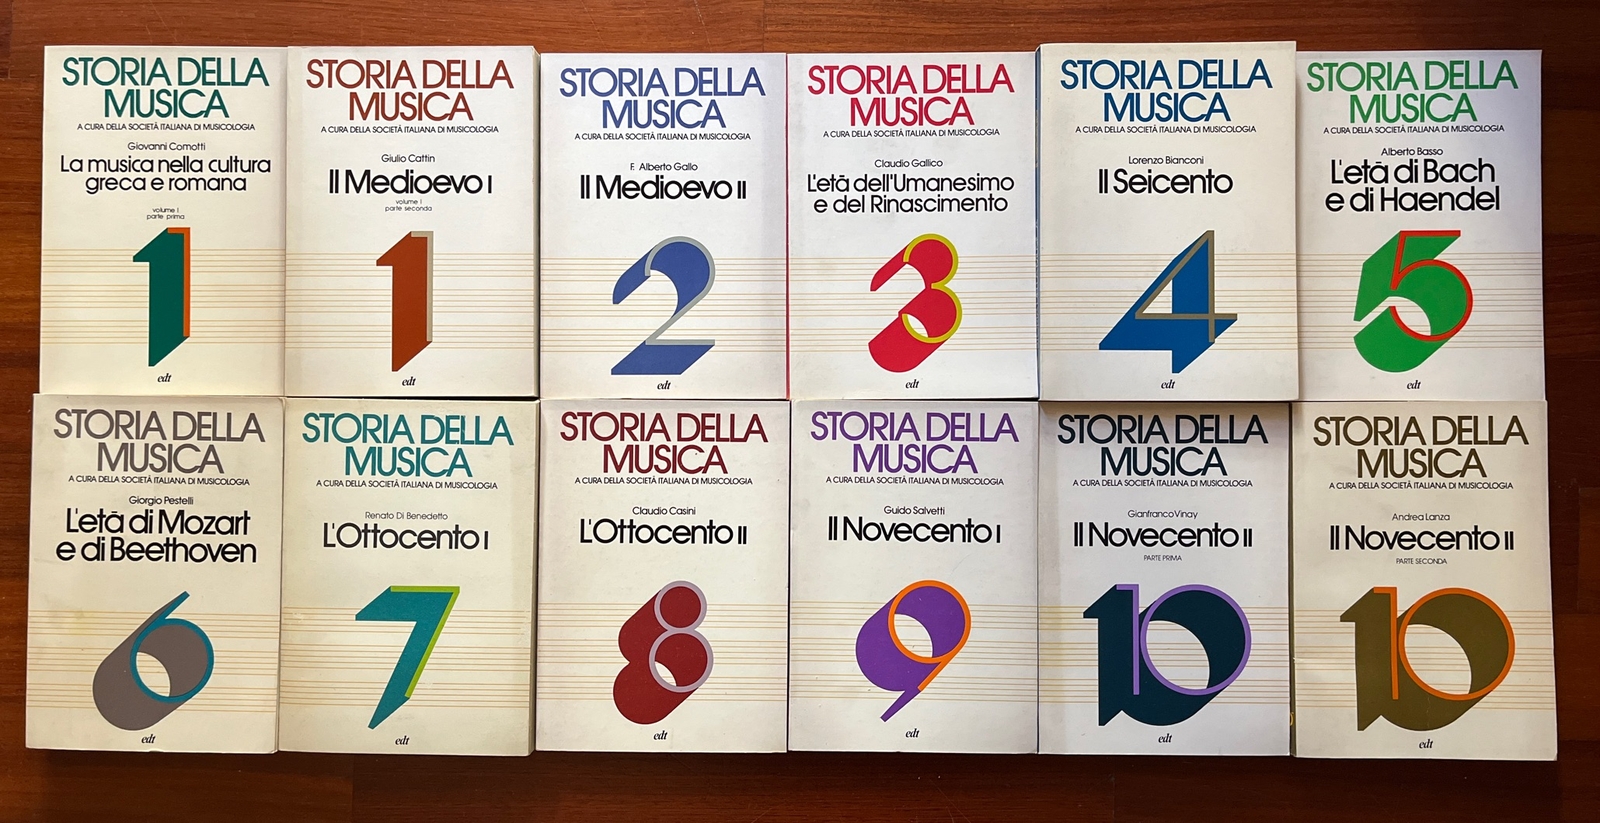 STORIA DELLA
MUSICA
A CURA DELLA SOCIETÀ ITALIANA DI MUSICOLOGIA
Giovanni Comotti
La musica nella cultura
greca e romana
volume I
parte prima
1
edt
STORIA DELLA
MUSICA
A CURA DELLA SOCIETÀ ITALIANA DI MUSICOLOGIA
Giulio Cattin
Il Medioevo I
volume I
parte seconda
1
edt
STORIA DELLA
MUSICA
A CURA DELLA SOCIETÀ ITALIANA DI MUSICOLOGIA
F. Alberto Gallo
Il Medioevo II
2
edt
STORIA DELLA
MUSICA
A CURA DELLA SOCIETÀ ITALIANA DI MUSICOLOGIA
Claudio Gallico
L'età dell'Umanesimo
e del Rinascimento
3
edt
STORIA DELLA
MUSICA
A CURA DELLA SOCIETÀ ITALIANA DI MUSICOLOGIA
Lorenzo Bianconi
Il Seicento
4
edt
STORIA DELLA
MUSICA
A CURA DELLA SOCIETÀ ITALIANA DI MUSICOLOGIA
Alberto Basso
L'età di Bach
e di Haendel
5
edt
STORIA DELLA
MUSICA
A CURA DELLA SOCIETÀ ITALIANA DI MUSICOLOGIA
Giorgio Pestelli
L'età di Mozart
e di Beethoven
6
edt
STORIA DELLA
MUSICA
A CURA DELLA SOCIETÀ ITALIANA DI MUSICOLOGIA
Renato Di Benedetto
L'Ottocento I
7
edt
STORIA DELLA
MUSICA
A CURA DELLA SOCIETÀ ITALIANA DI MUSICOLOGIA
Claudio Casini
L'Ottocento II
8
edt
STORIA DELLA
MUSICA
A CURA DELLA SOCIETÀ ITALIANA DI MUSICOLOGIA
Guido Salvetti
Il Novecento I
9
edt
STORIA DELLA
MUSICA
A CURA DELLA SOCIETÀ ITALIANA DI MUSICOLOGIA
Gianfranco Vinay
Il Novecento II
PARTE PRIMA
10
edt
STORIA DELLA
MUSICA
A CURA DELLA SOCIETÀ ITALIANA DI MUSICOLOGIA
Andrea Lanza
Il Novecento II
PARTE SECONDA
10
edt